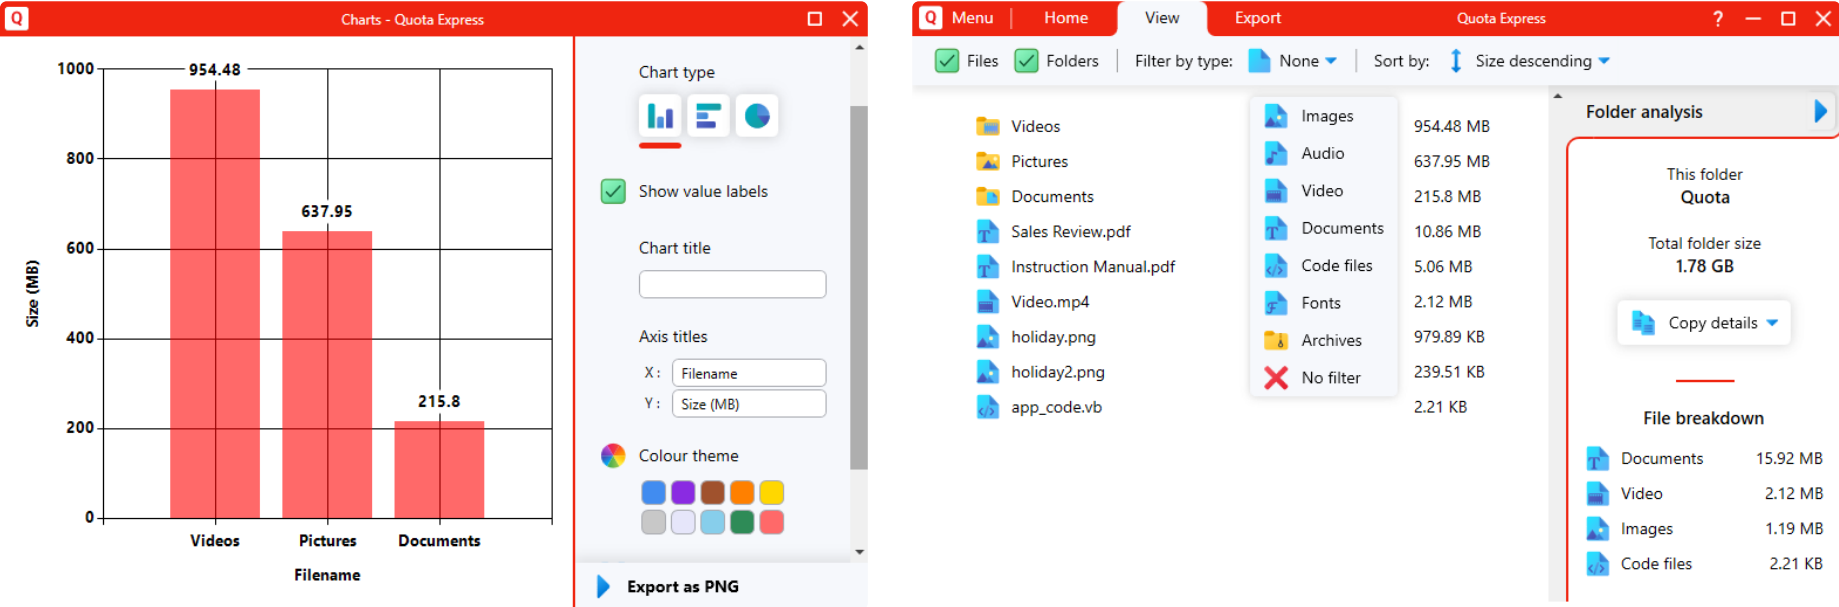 Q Charts - Quota Express
1000
954.48
800
637.95
600
400
215.8
200
0
Size (MB)
Videos Pictures Documents
Filename
Chart type
Show value labels
Chart title
Axis titles
X: Filename
Y: Size (MB)
Colour theme
Export as PNG
Q Menu Home View Export Quota Express ?
Files Folders Filter by type: None Sort by: Size descending
Videos 954.48 MB
Pictures 637.95 MB
Documents 215.8 MB
Sales Review.pdf 10.86 MB
Instruction Manual.pdf 5.06 MB
Video.mp4 2.12 MB
holiday.png 979.89 KB
holiday2.png 239.51 KB
app_code.vb 2.21 KB
Images
Audio
Video
Documents
Code files
Fonts
Archives
No filter
Folder analysis
This folder
Quota
Total folder size
1.78 GB
Copy details
File breakdown
Documents 15.92 MB
Video 2.12 MB
Images 1.19 MB
Code files 2.21 KB